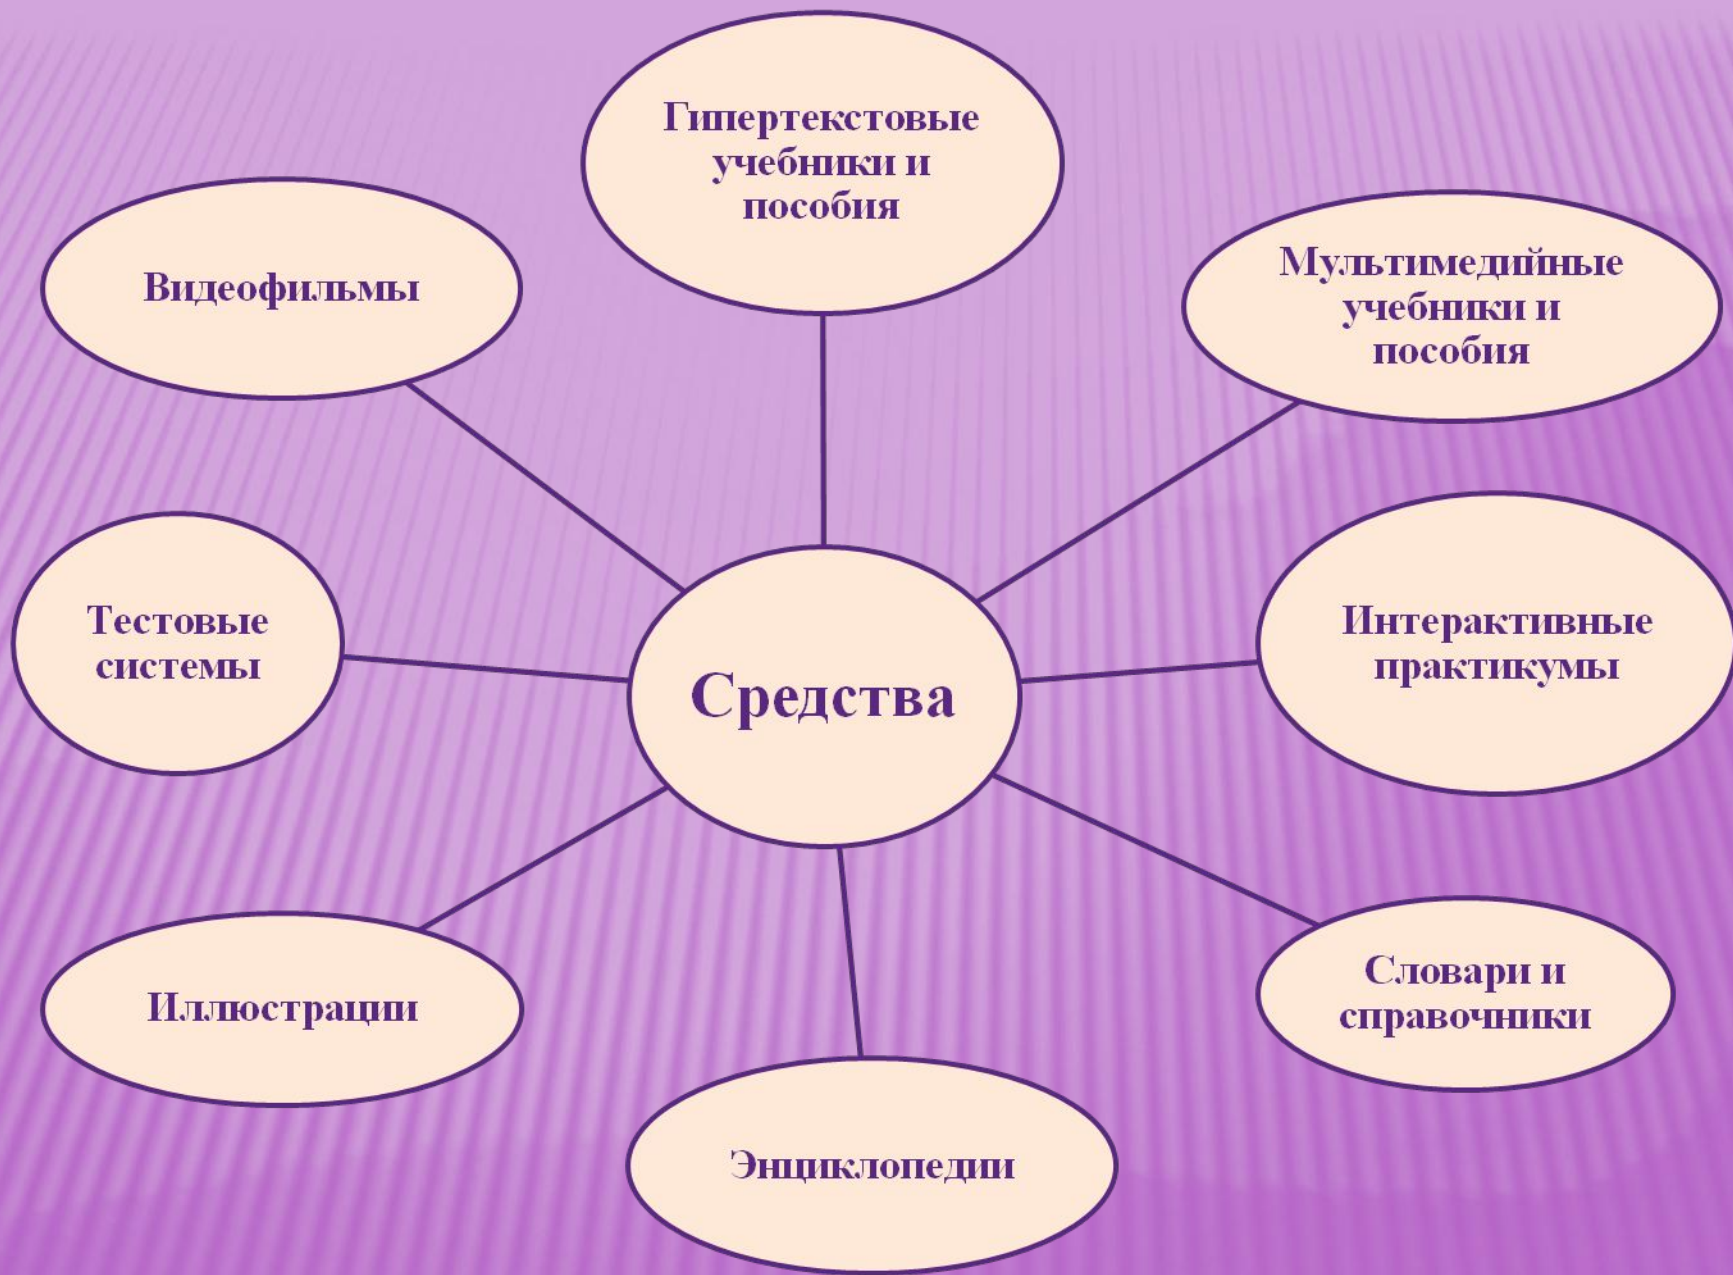 Гипертекстовые
учебники и
пособия
Видеофильмы
Мультимедийные
учебники и
пособия
Тестовые
системы
Средства
Интерактивные
практикумы
Иллюстрации
Словари и
справочники
Энциклопедии